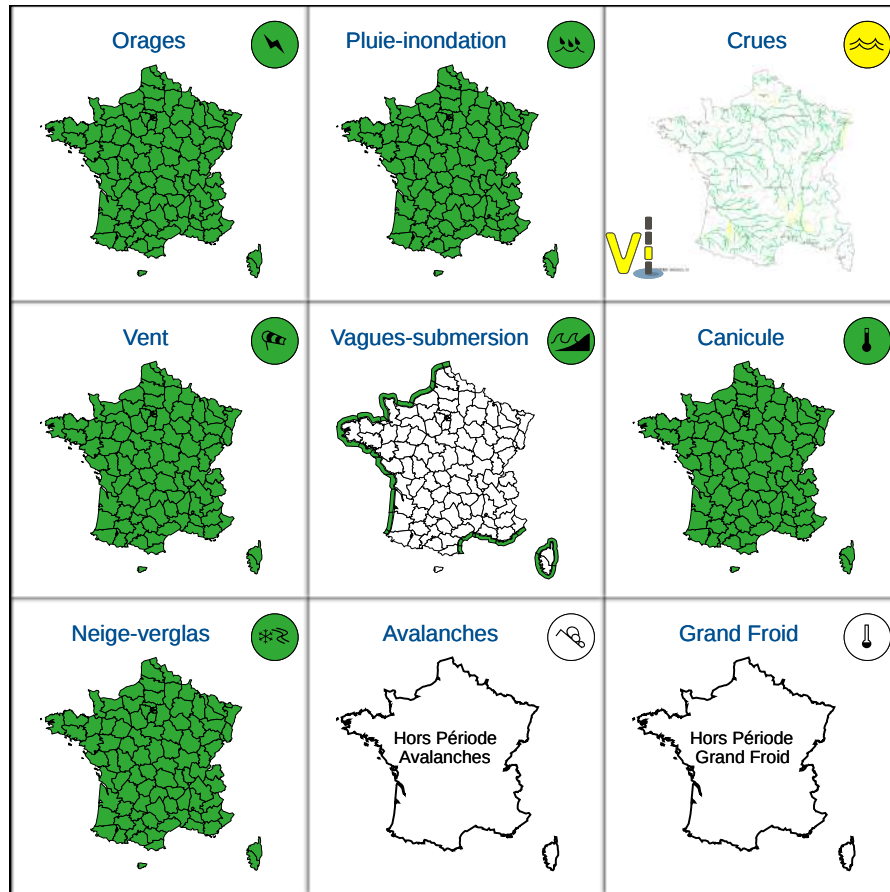 Orages
Pluie-inondation
Crues
Vi
Vent
Vagues-submersion
Canicule
Neige-verglas
Avalanches
Grand Froid
Hors Période
Avalanches
Hors Période
Grand Froid